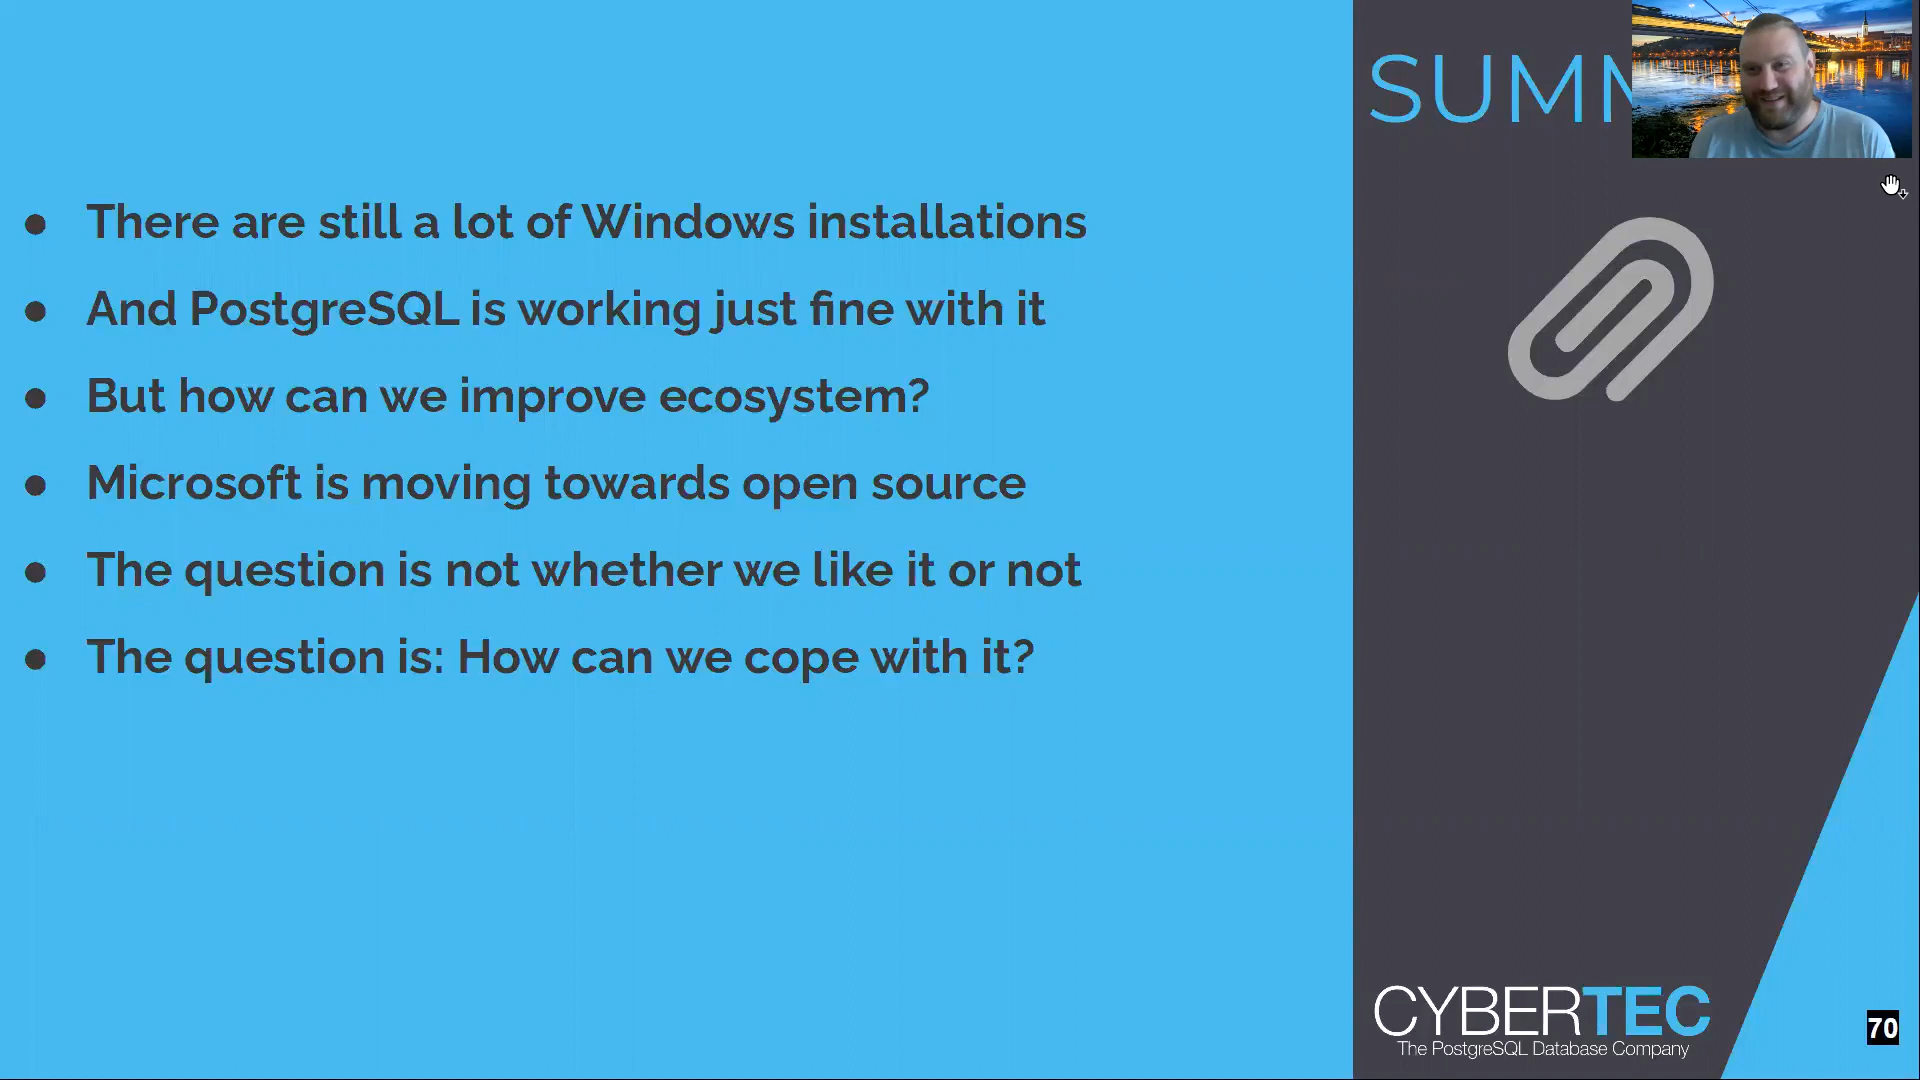 SUMM
● There are still a lot of Windows installations
● And PostgreSQL is working just fine with it
● But how can we improve ecosystem?
● Microsoft is moving towards open source
● The question is not whether we like it or not
● The question is: How can we cope with it?
CYBERTEC
The PostgreSQL Database Company
70